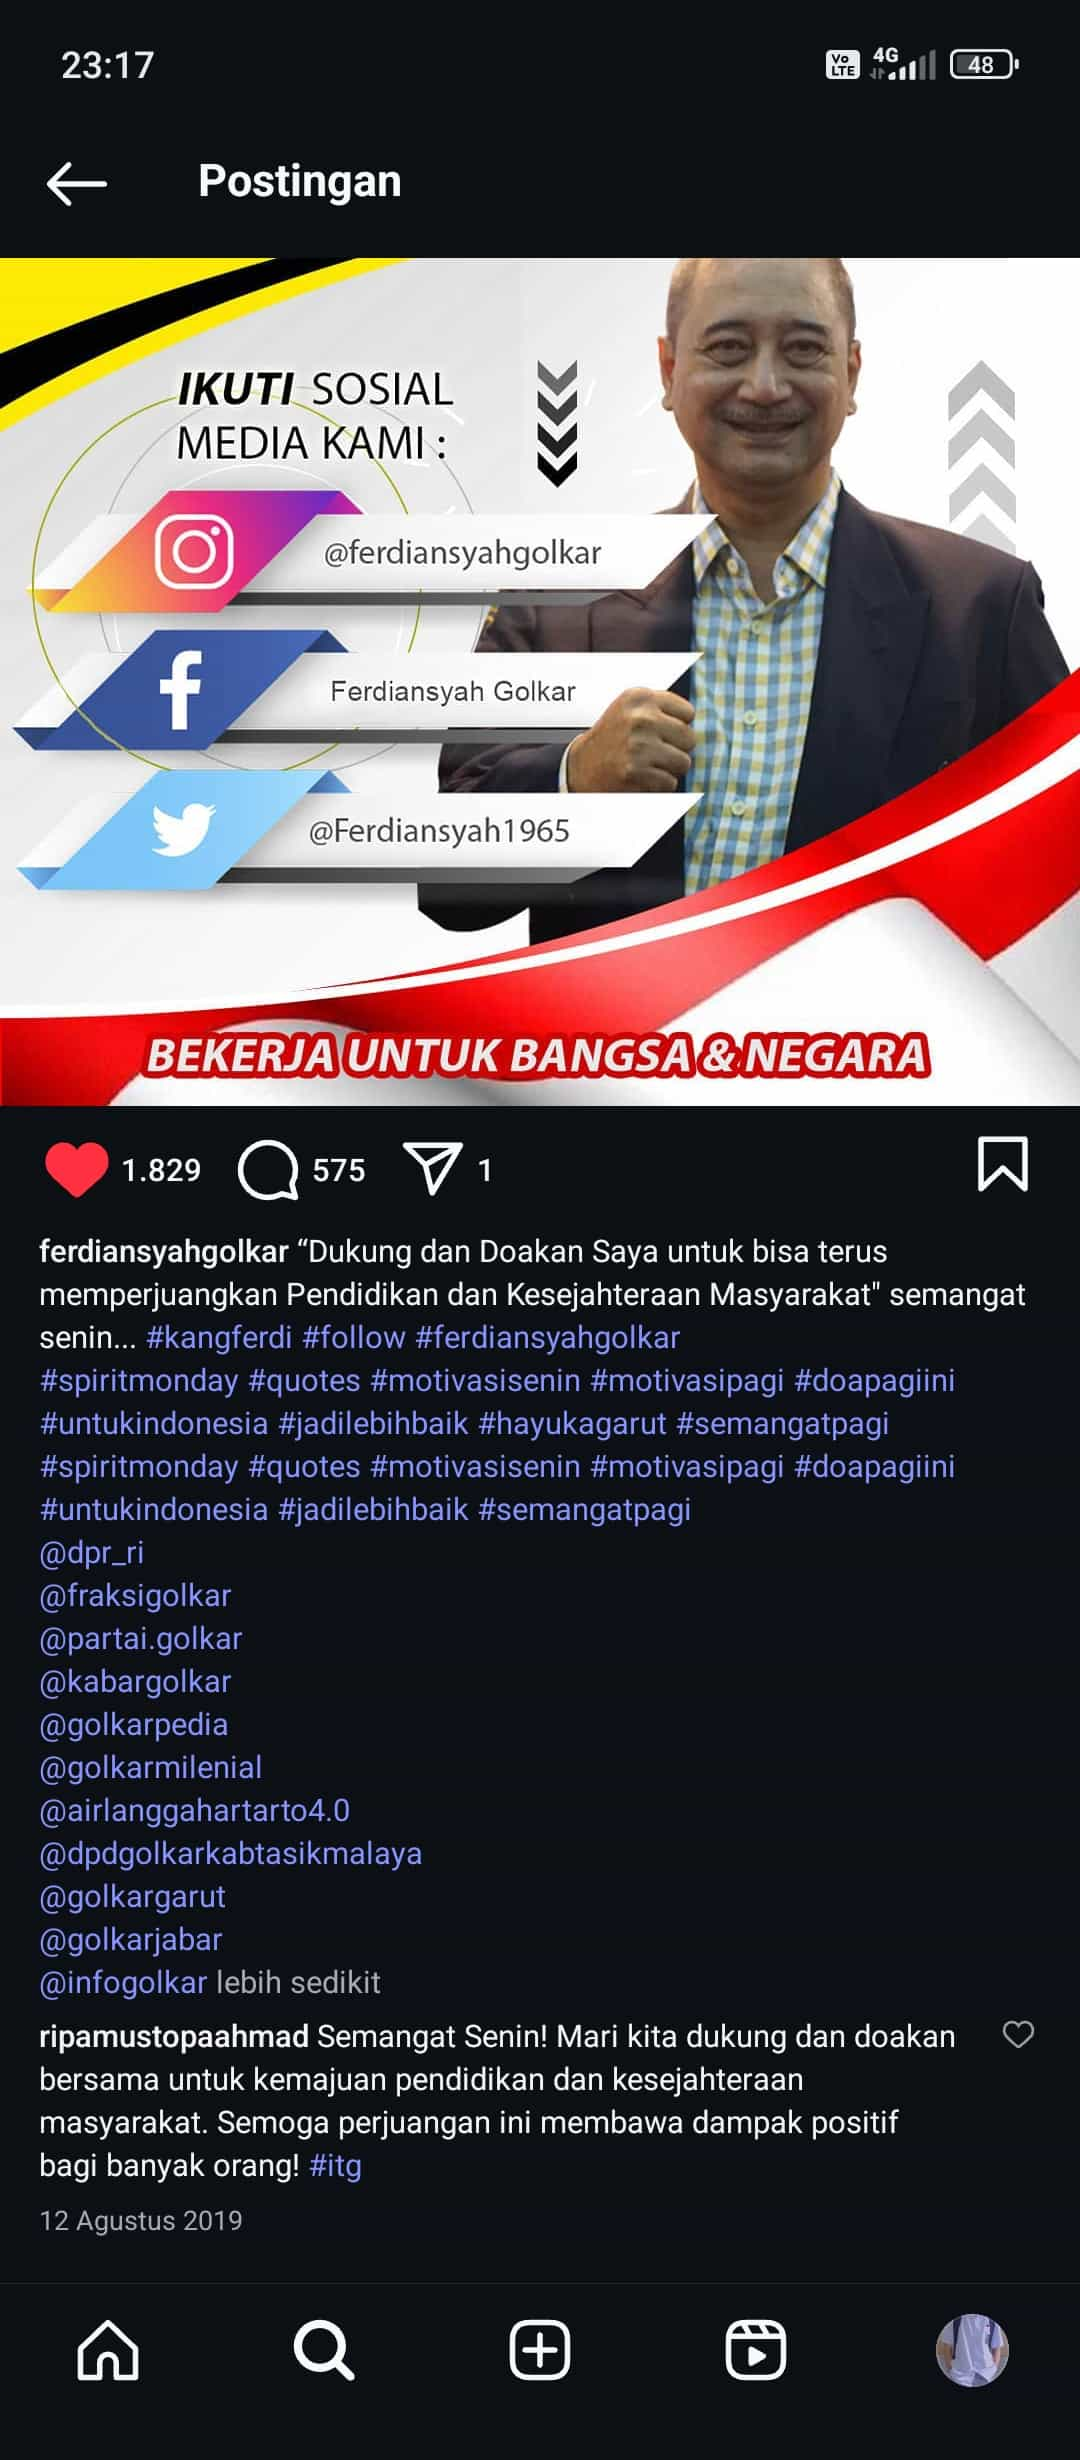 23:17
Vo LTE 4G 48
Postingan
IKUTI SOSIAL
MEDIA KAMI :
@ferdiansyahgolkar
Ferdiansyah Golkar
@Ferdiansyah1965
BEKERJA UNTUK BANGSA & NEGARA
1.829 575 1
ferdiansyahgolkar “Dukung dan Doakan Saya untuk bisa terus
memperjuangkan Pendidikan dan Kesejahteraan Masyarakat" semangat
senin... #kangferdi #follow #ferdiansyahgolkar
#spiritmonday #quotes #motivasisenin #motivasipagi #doapagiini
#untukindonesia #jadilebihbaik #hayukagarut #semangatpagi
#spiritmonday #quotes #motivasisenin #motivasipagi #doapagiini
#untukindonesia #jadilebihbaik #semangatpagi
@dpr_ri
@fraksigolkar
@partai.golkar
@kabargolkar
@golkarpedia
@golkarmilenial
@airlanggahartarto4.0
@dpdgolkarkabtasikmalaya
@golkargarut
@golkarjabar
@infogolkar lebih sedikit
ripamustopaahmad Semangat Senin! Mari kita dukung dan doakan
bersama untuk kemajuan pendidikan dan kesejahteraan
masyarakat. Semoga perjuangan ini membawa dampak positif
bagi banyak orang! #itg
12 Agustus 2019